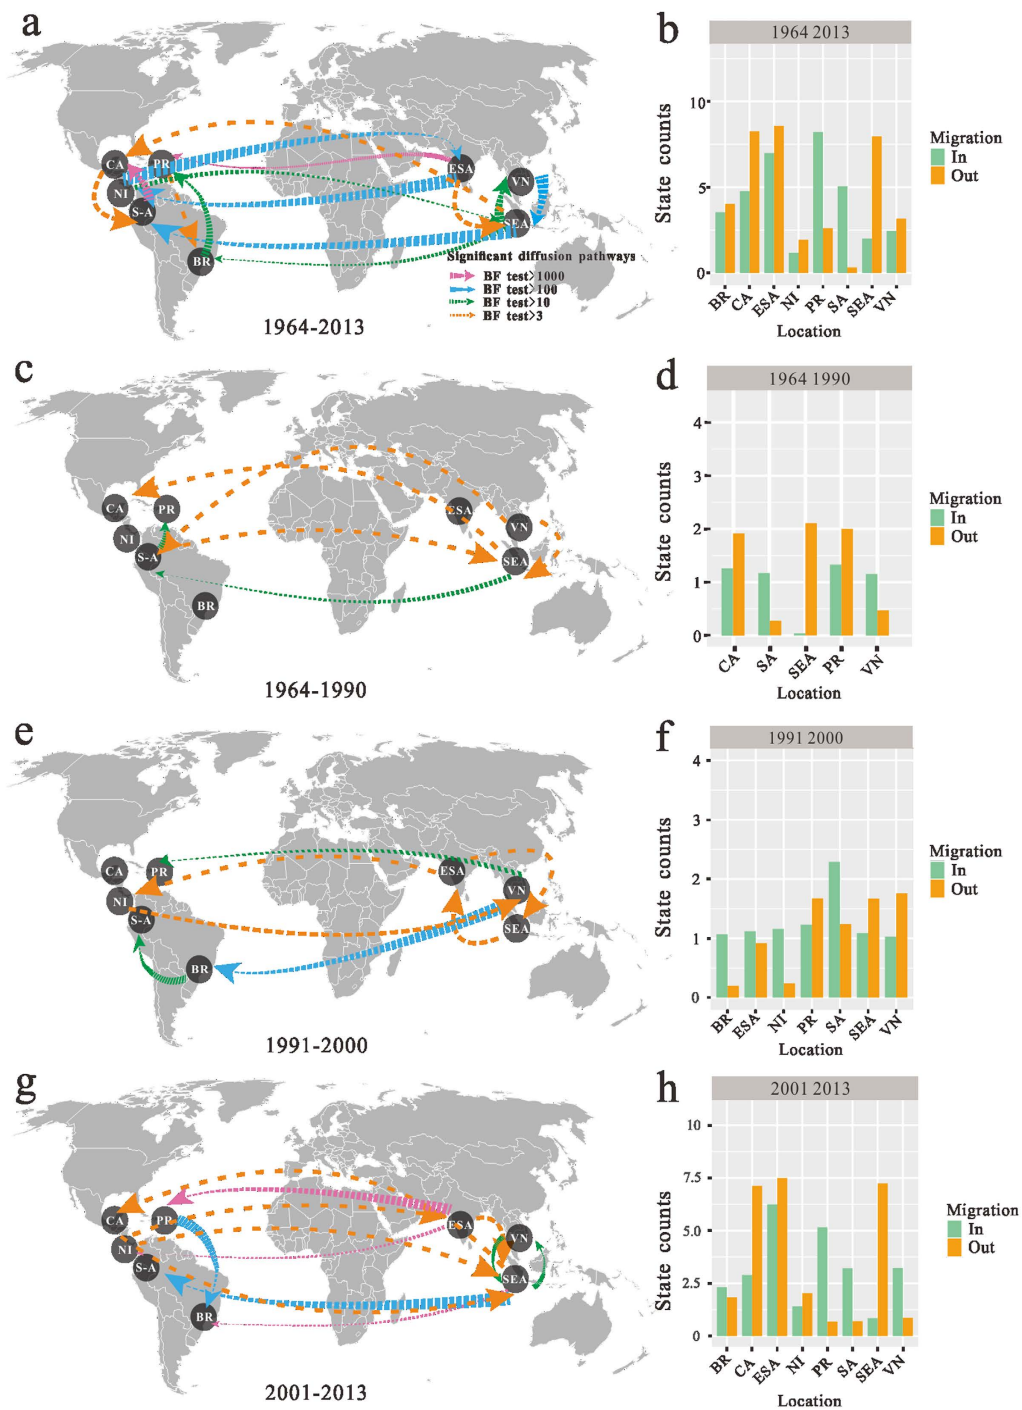 a
CA
PR
NI
S-A
BR
ESA
VN
SEA
Significant diffusion pathways
BF test>1000
BF test>100
BF test>10
BF test>3
1964-2013
b
1964 2013
State counts
10
5
0
BR
CA
ESA
NI
PR
SA
SEA
VN
Location
Migration
In
Out
c
CA
PR
NI
S-A
BR
ESA
VN
SEA
1964-1990
d
1964 1990
State counts
4
3
2
1
0
CA
SA
SEA
PR
VN
Location
Migration
In
Out
e
CA
PR
NI
S-A
BR
ESA
VN
SEA
1991-2000
f
1991 2000
State counts
4
3
2
1
0
BR
ESA
NI
PR
SA
SEA
VN
Location
Migration
In
Out
g
CA
PR
NI
S-A
BR
ESA
VN
SEA
2001-2013
h
2001 2013
State counts
10
7.5
5.0
2.5
0
BR
CA
ESA
NI
PR
SA
SEA
VN
Location
Migration
In
Out